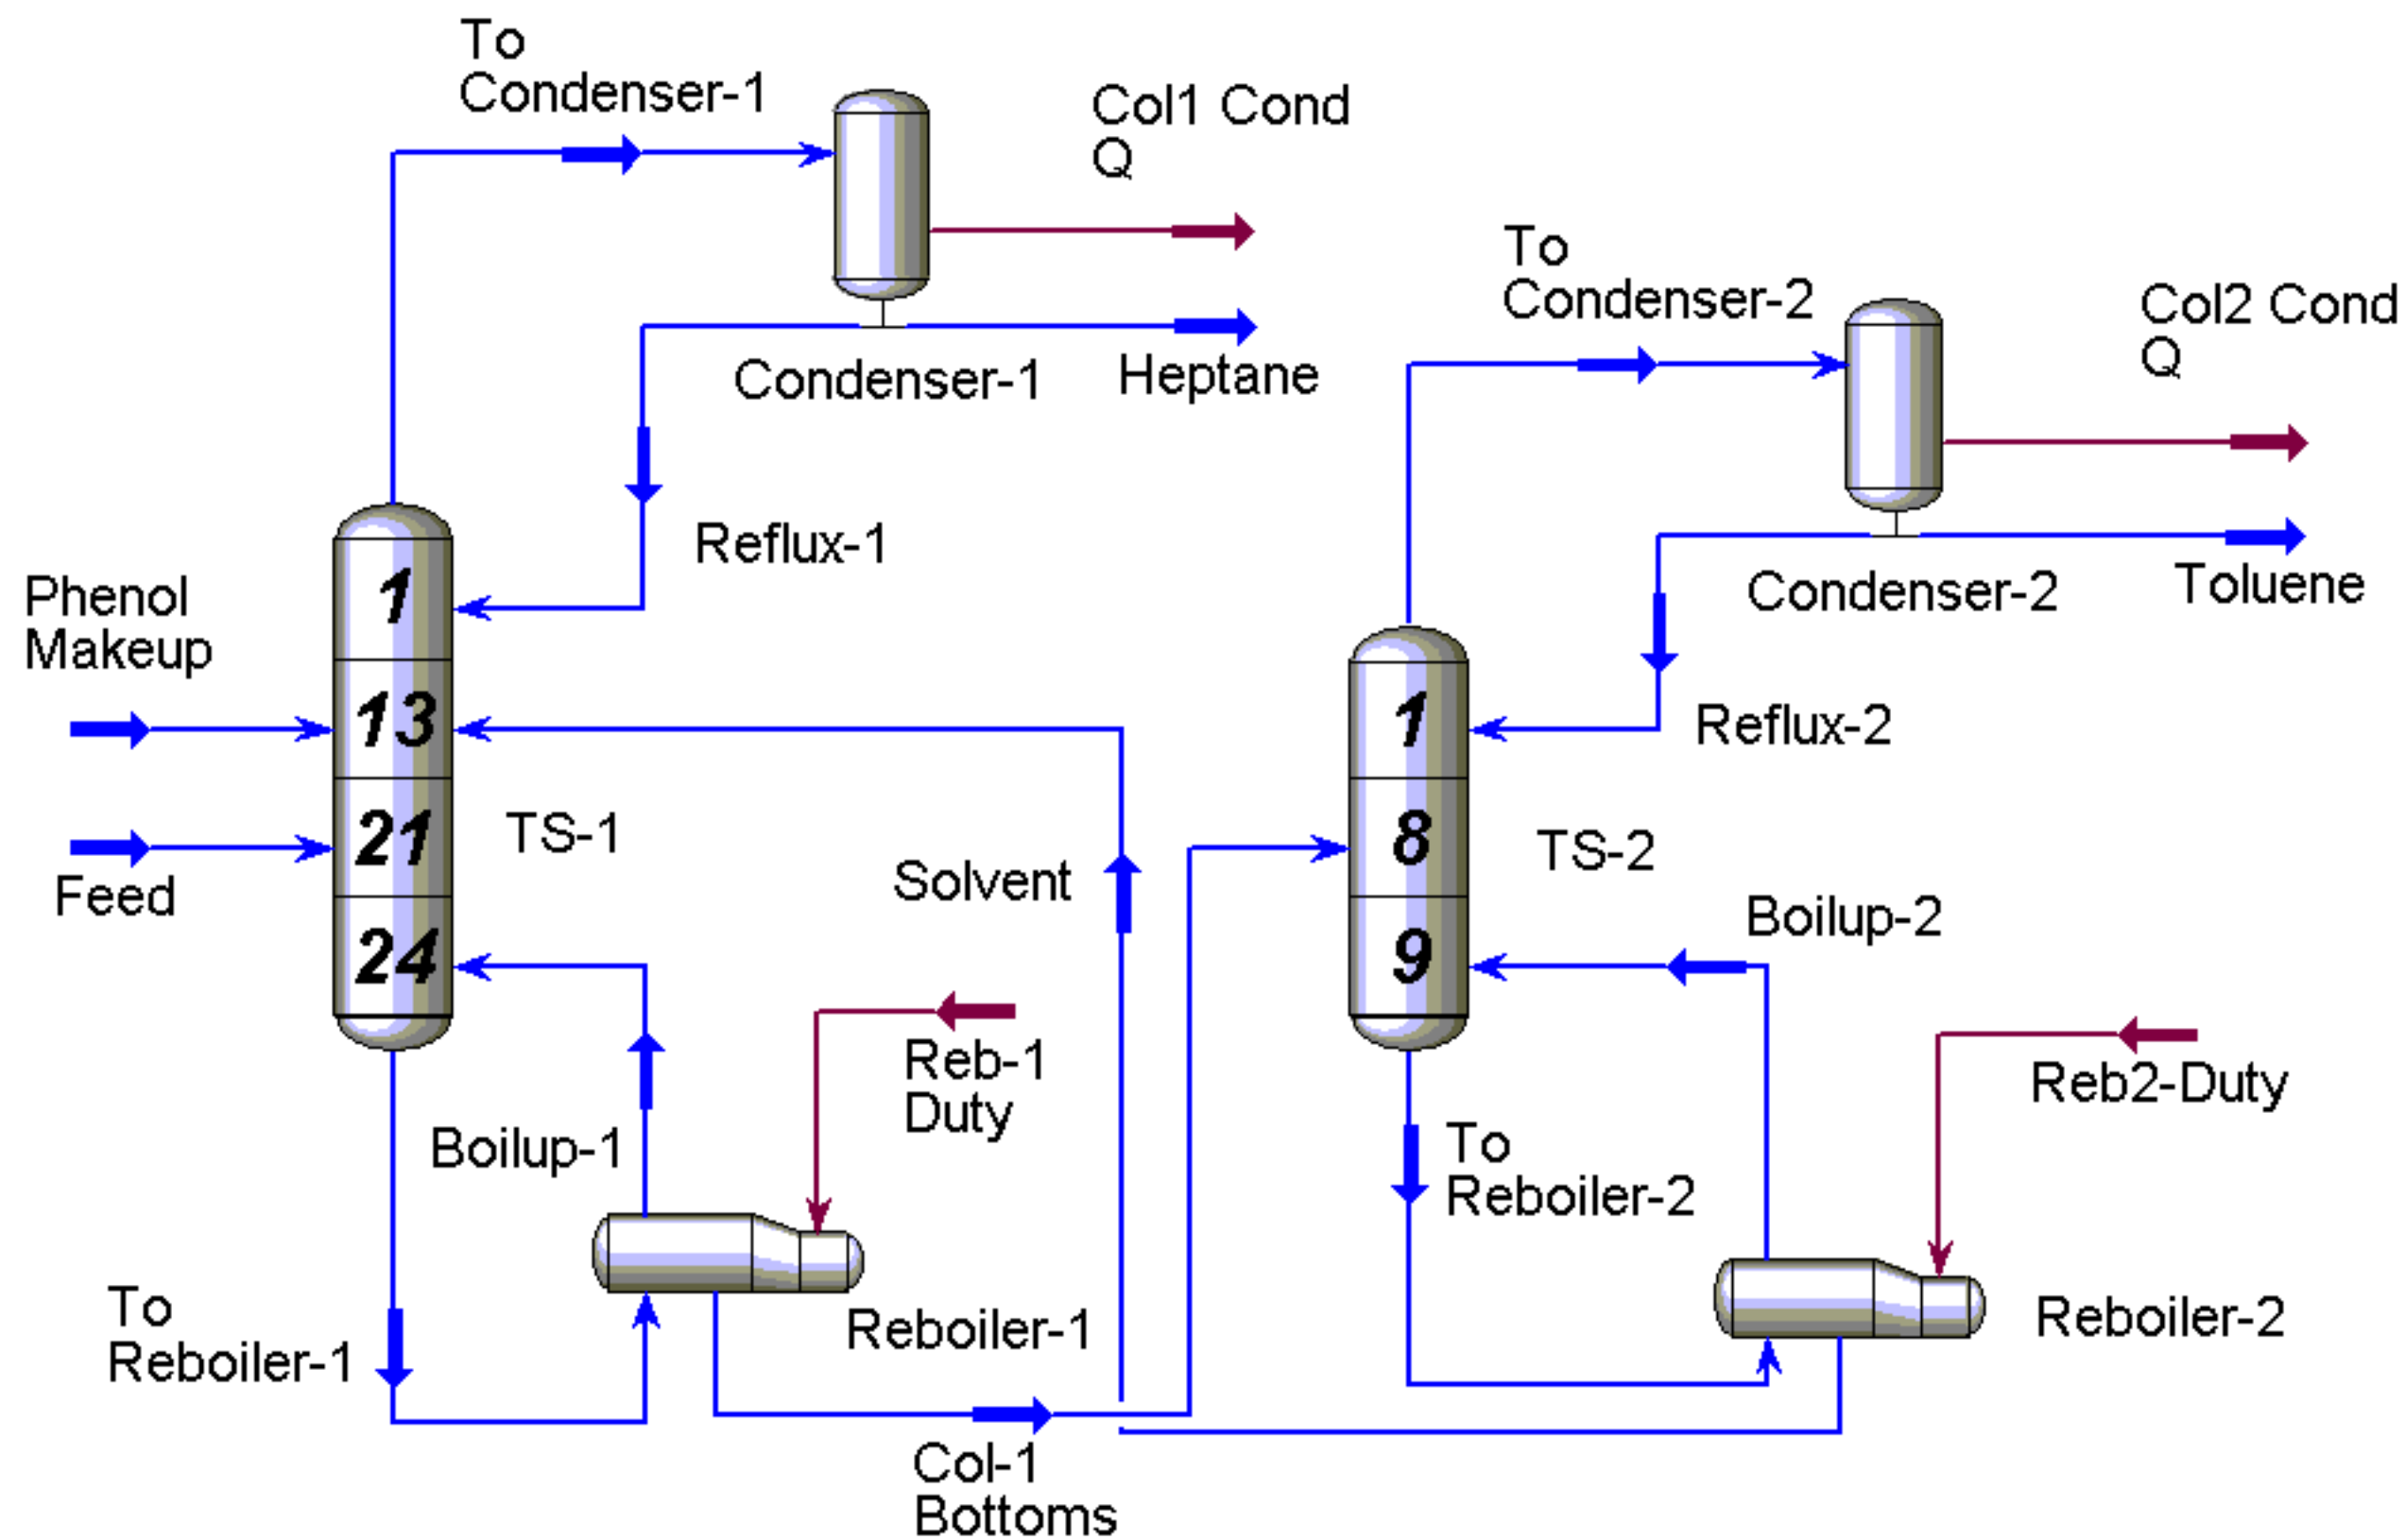 To
Condenser-1
Col1 Cond
Q
Condenser-1
Heptane
Reflux-1
Phenol
Makeup
1
13
21
24
TS-1
Feed
Solvent
Boilup-1
Reb-1
Duty
To
Reboiler-1
Reboiler-1
Col-1
Bottoms
To
Condenser-2
Col2 Cond
Q
Condenser-2
Toluene
Reflux-2
1
8
9
TS-2
Boilup-2
Reb2-Duty
To
Reboiler-2
Reboiler-2